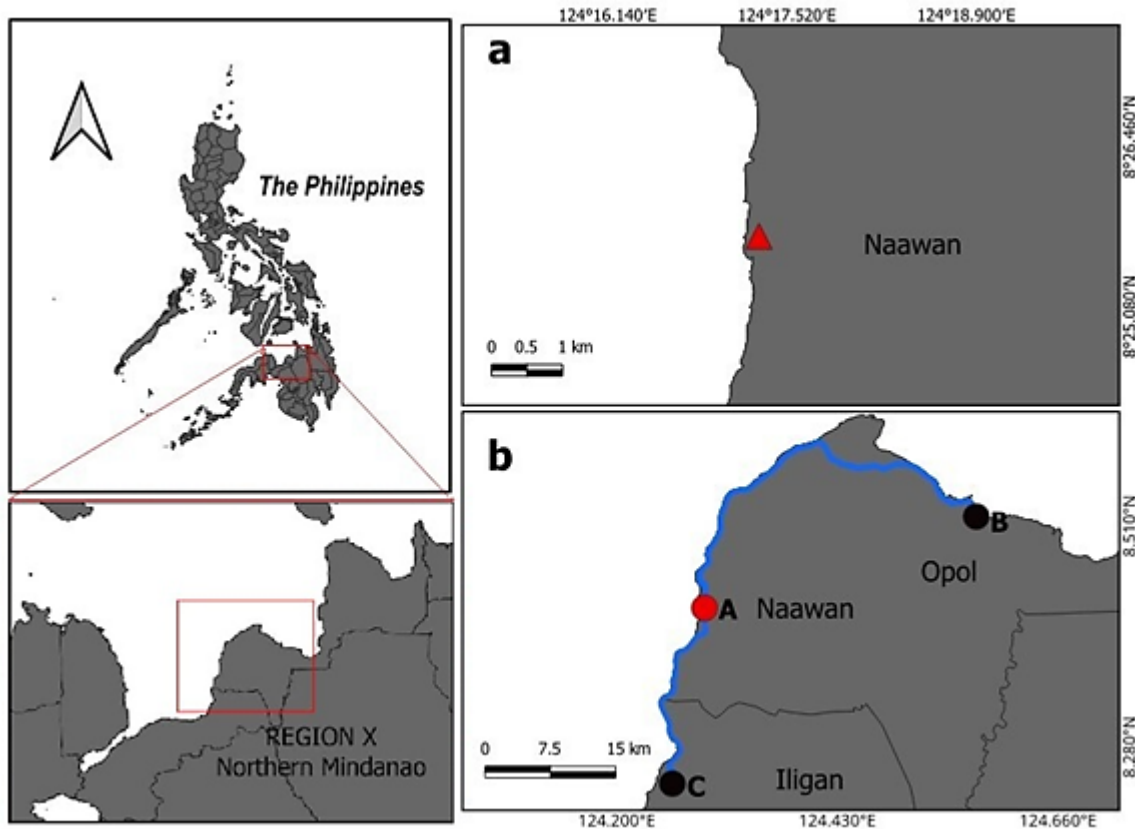 The Philippines
REGION X
Northern Mindanao
124°16.140'E 124°17.520'E 124°18.900'E
a
8°26.460'N
Naawan
8°25.080'N
0 0.5 1 km
b
8.510°N
B
Opol
A Naawan
8.280°N
0 7.5 15 km
C Iligan
124.200°E 124.430°E 124.660°E